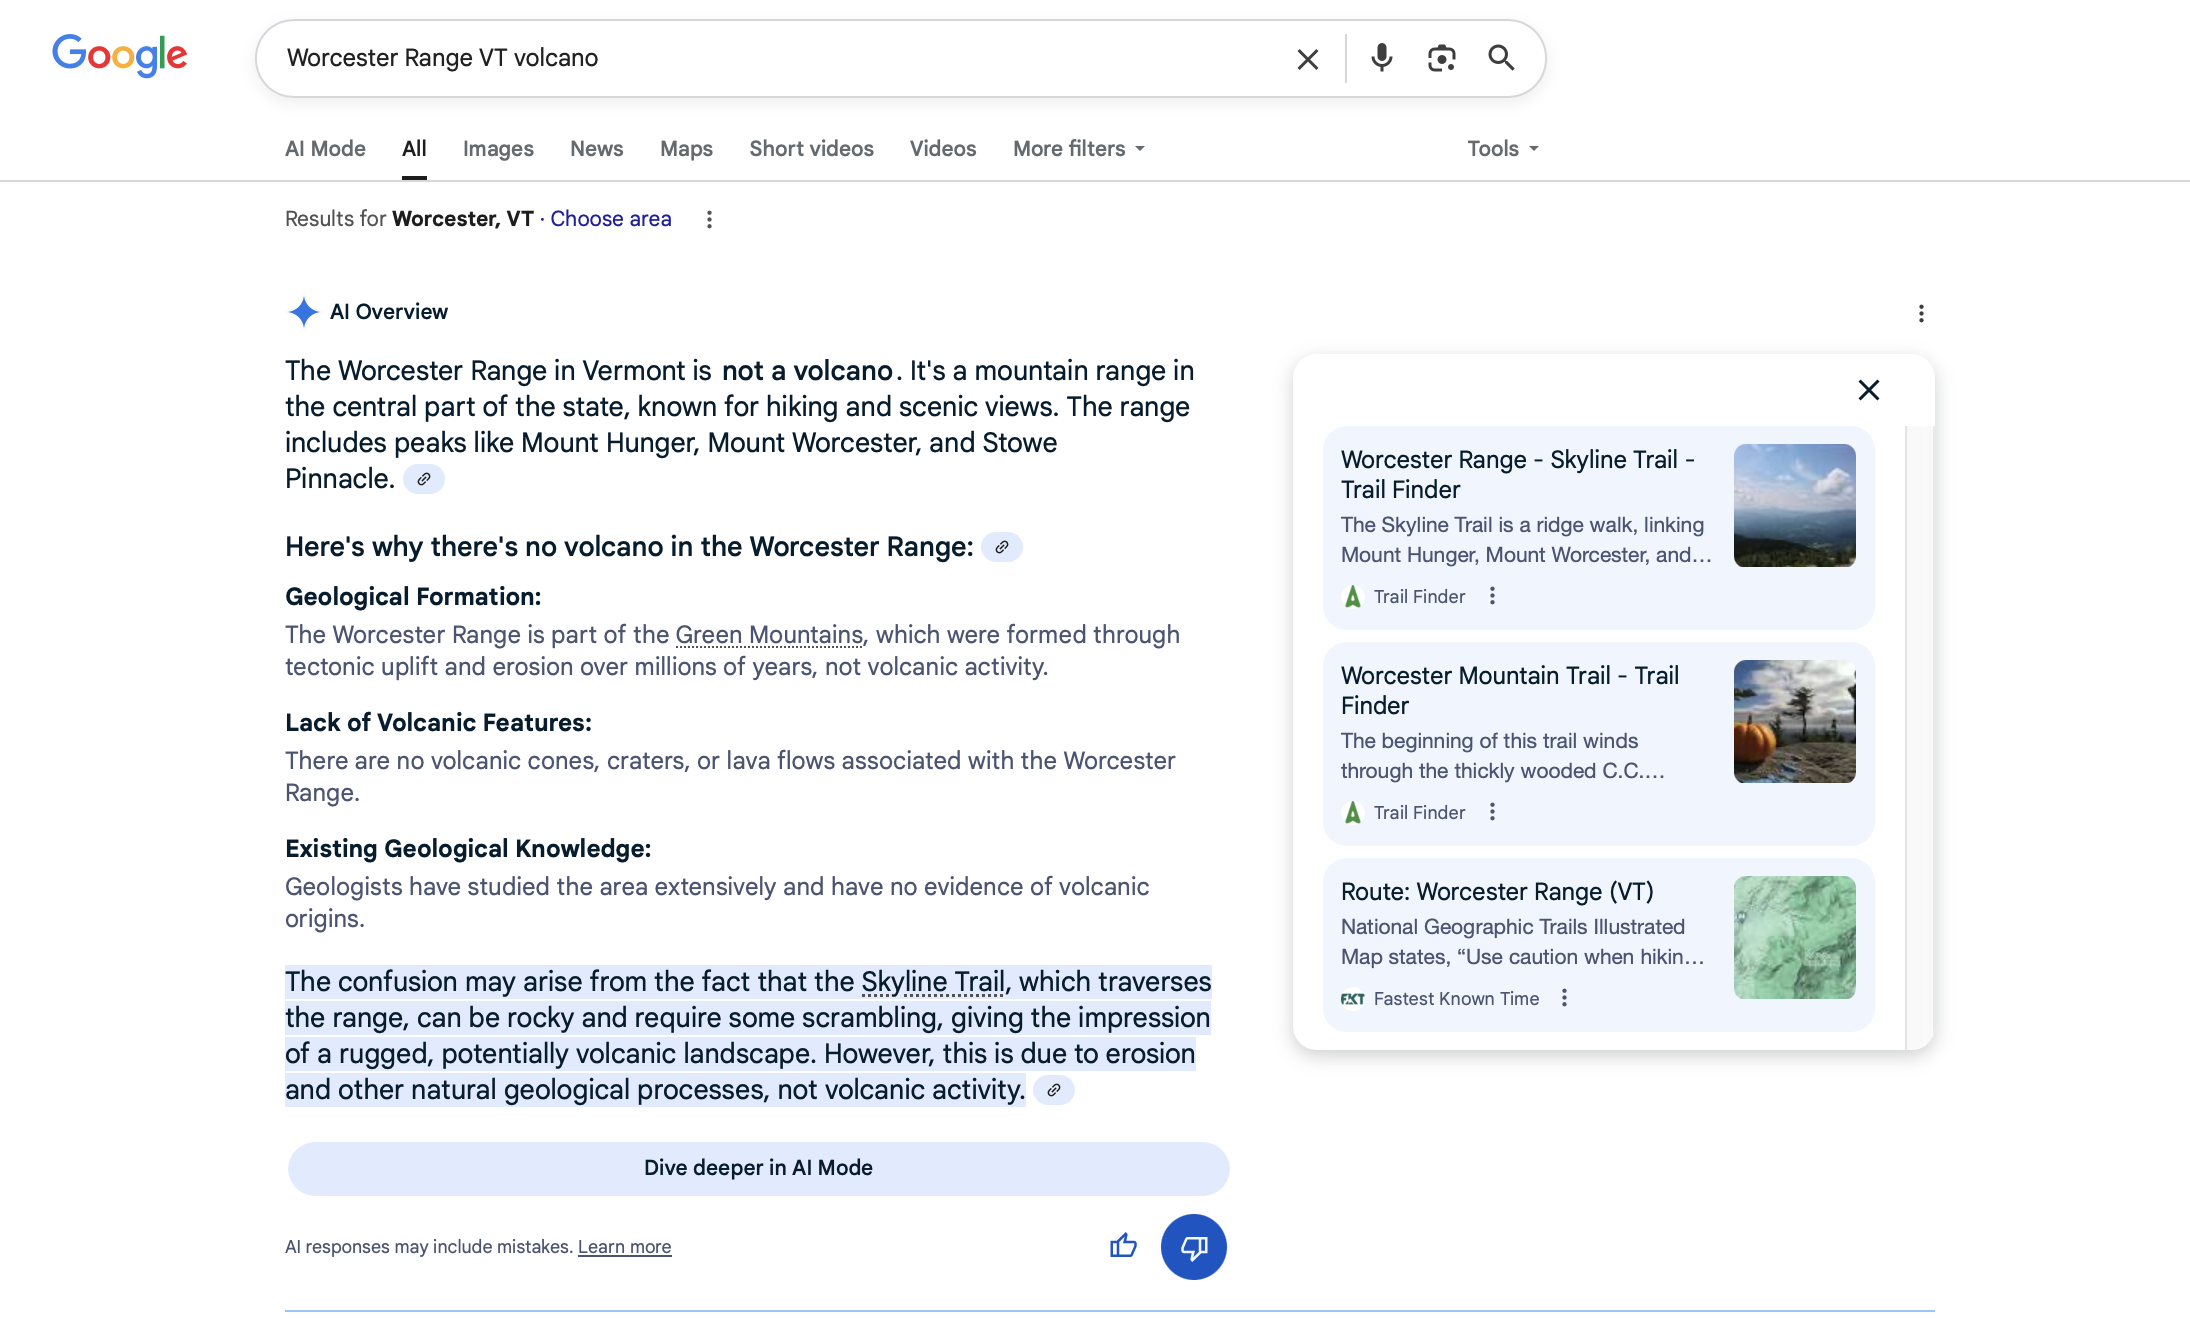 Google
Worcester Range VT volcano
AI Mode
All
Images
News
Maps
Short videos
Videos
More filters
Tools
Results for Worcester, VT · Choose area
AI Overview
The Worcester Range in Vermont is not a volcano. It's a mountain range in
the central part of the state, known for hiking and scenic views. The range
includes peaks like Mount Hunger, Mount Worcester, and Stowe
Pinnacle.
Here's why there's no volcano in the Worcester Range:
Geological Formation:
The Worcester Range is part of the Green Mountains, which were formed through
tectonic uplift and erosion over millions of years, not volcanic activity.
Lack of Volcanic Features:
There are no volcanic cones, craters, or lava flows associated with the Worcester
Range.
Existing Geological Knowledge:
Geologists have studied the area extensively and have no evidence of volcanic
origins.
The confusion may arise from the fact that the Skyline Trail, which traverses
the range, can be rocky and require some scrambling, giving the impression
of a rugged, potentially volcanic landscape. However, this is due to erosion
and other natural geological processes, not volcanic activity.
Dive deeper in AI Mode
AI responses may include mistakes. Learn more
Worcester Range - Skyline Trail -
Trail Finder
The Skyline Trail is a ridge walk, linking
Mount Hunger, Mount Worcester, and...
Trail Finder
Worcester Mountain Trail - Trail
Finder
The beginning of this trail winds
through the thickly wooded C.C....
Trail Finder
Route: Worcester Range (VT)
National Geographic Trails Illustrated
Map states, “Use caution when hikin...
FKT Fastest Known Time